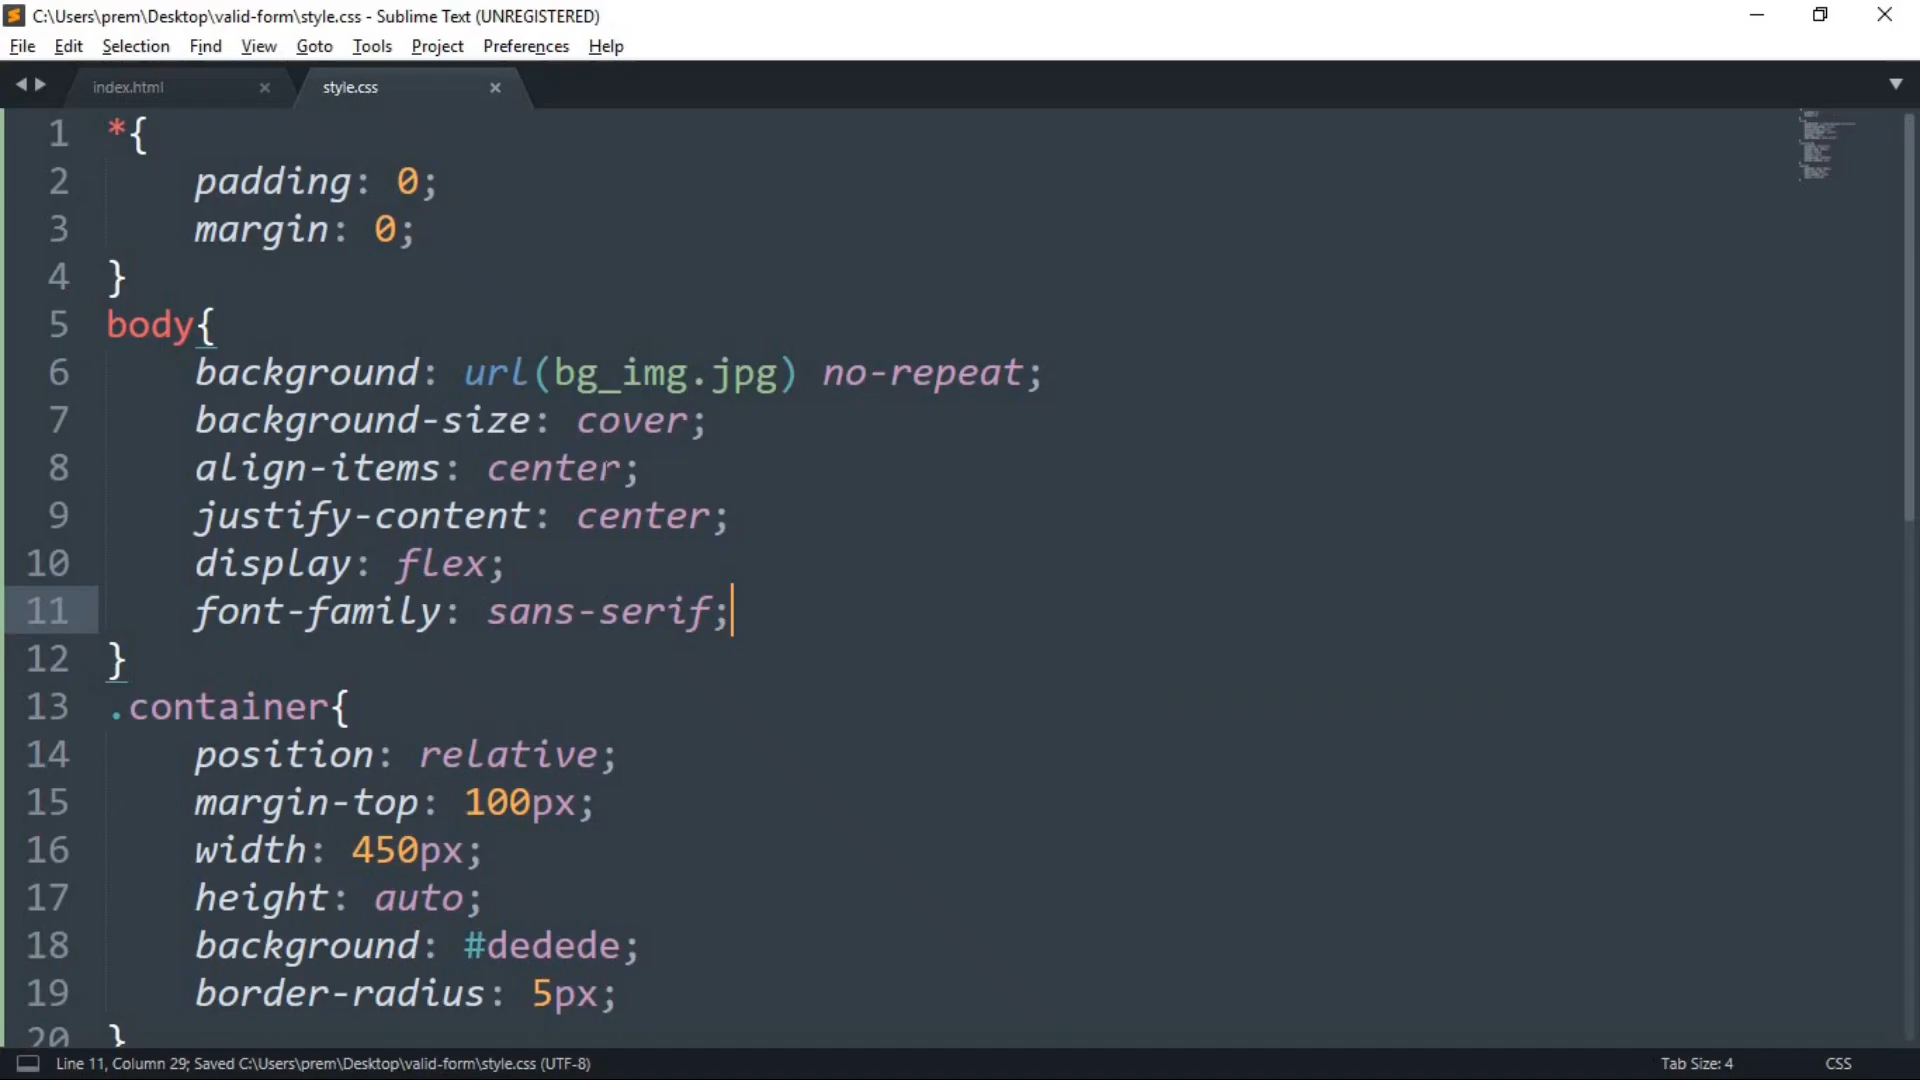 C:\Users\prem\Desktop\valid-form\style.css - Sublime Text (UNREGISTERED)
File Edit Selection Find View Goto Tools Project Preferences Help
index.html style.css
1 *{
2 padding: 0;
3 margin: 0;
4 }
5 body{
6 background: url(bg_img.jpg) no-repeat;
7 background-size: cover;
8 align-items: center;
9 justify-content: center;
10 display: flex;
11 font-family: sans-serif;
12 }
13 .container{
14 position: relative;
15 margin-top: 100px;
16 width: 450px;
17 height: auto;
18 background: #dedede;
19 border-radius: 5px;
20 }
Line 11, Column 29; Saved C:\Users\prem\Desktop\valid-form\style.css (UTF-8) Tab Size: 4 CSS